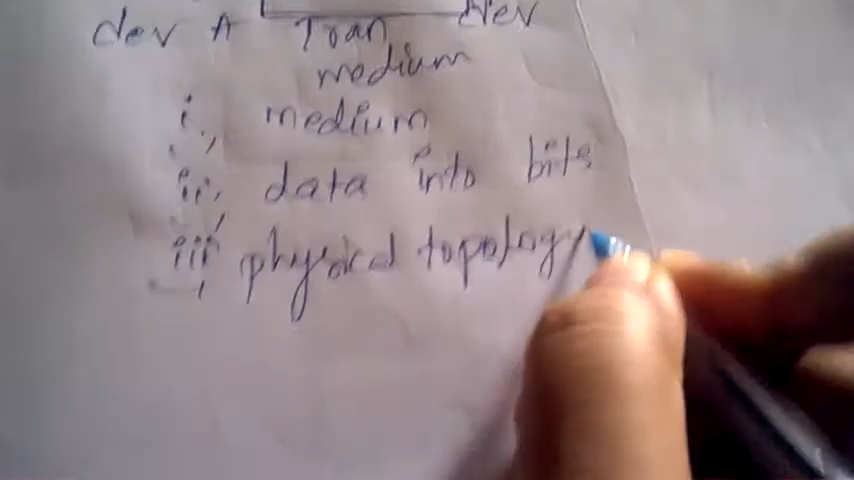 dev A Tran dev
medium
i, medium
ii, data into bits
iii, physical topology